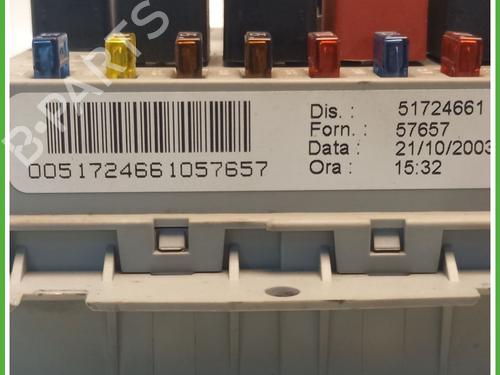 B-PARTS
Dis. : 51724661
Forn. : 57657
Data : 21/10/2003
Ora : 15:32
0051724661057657